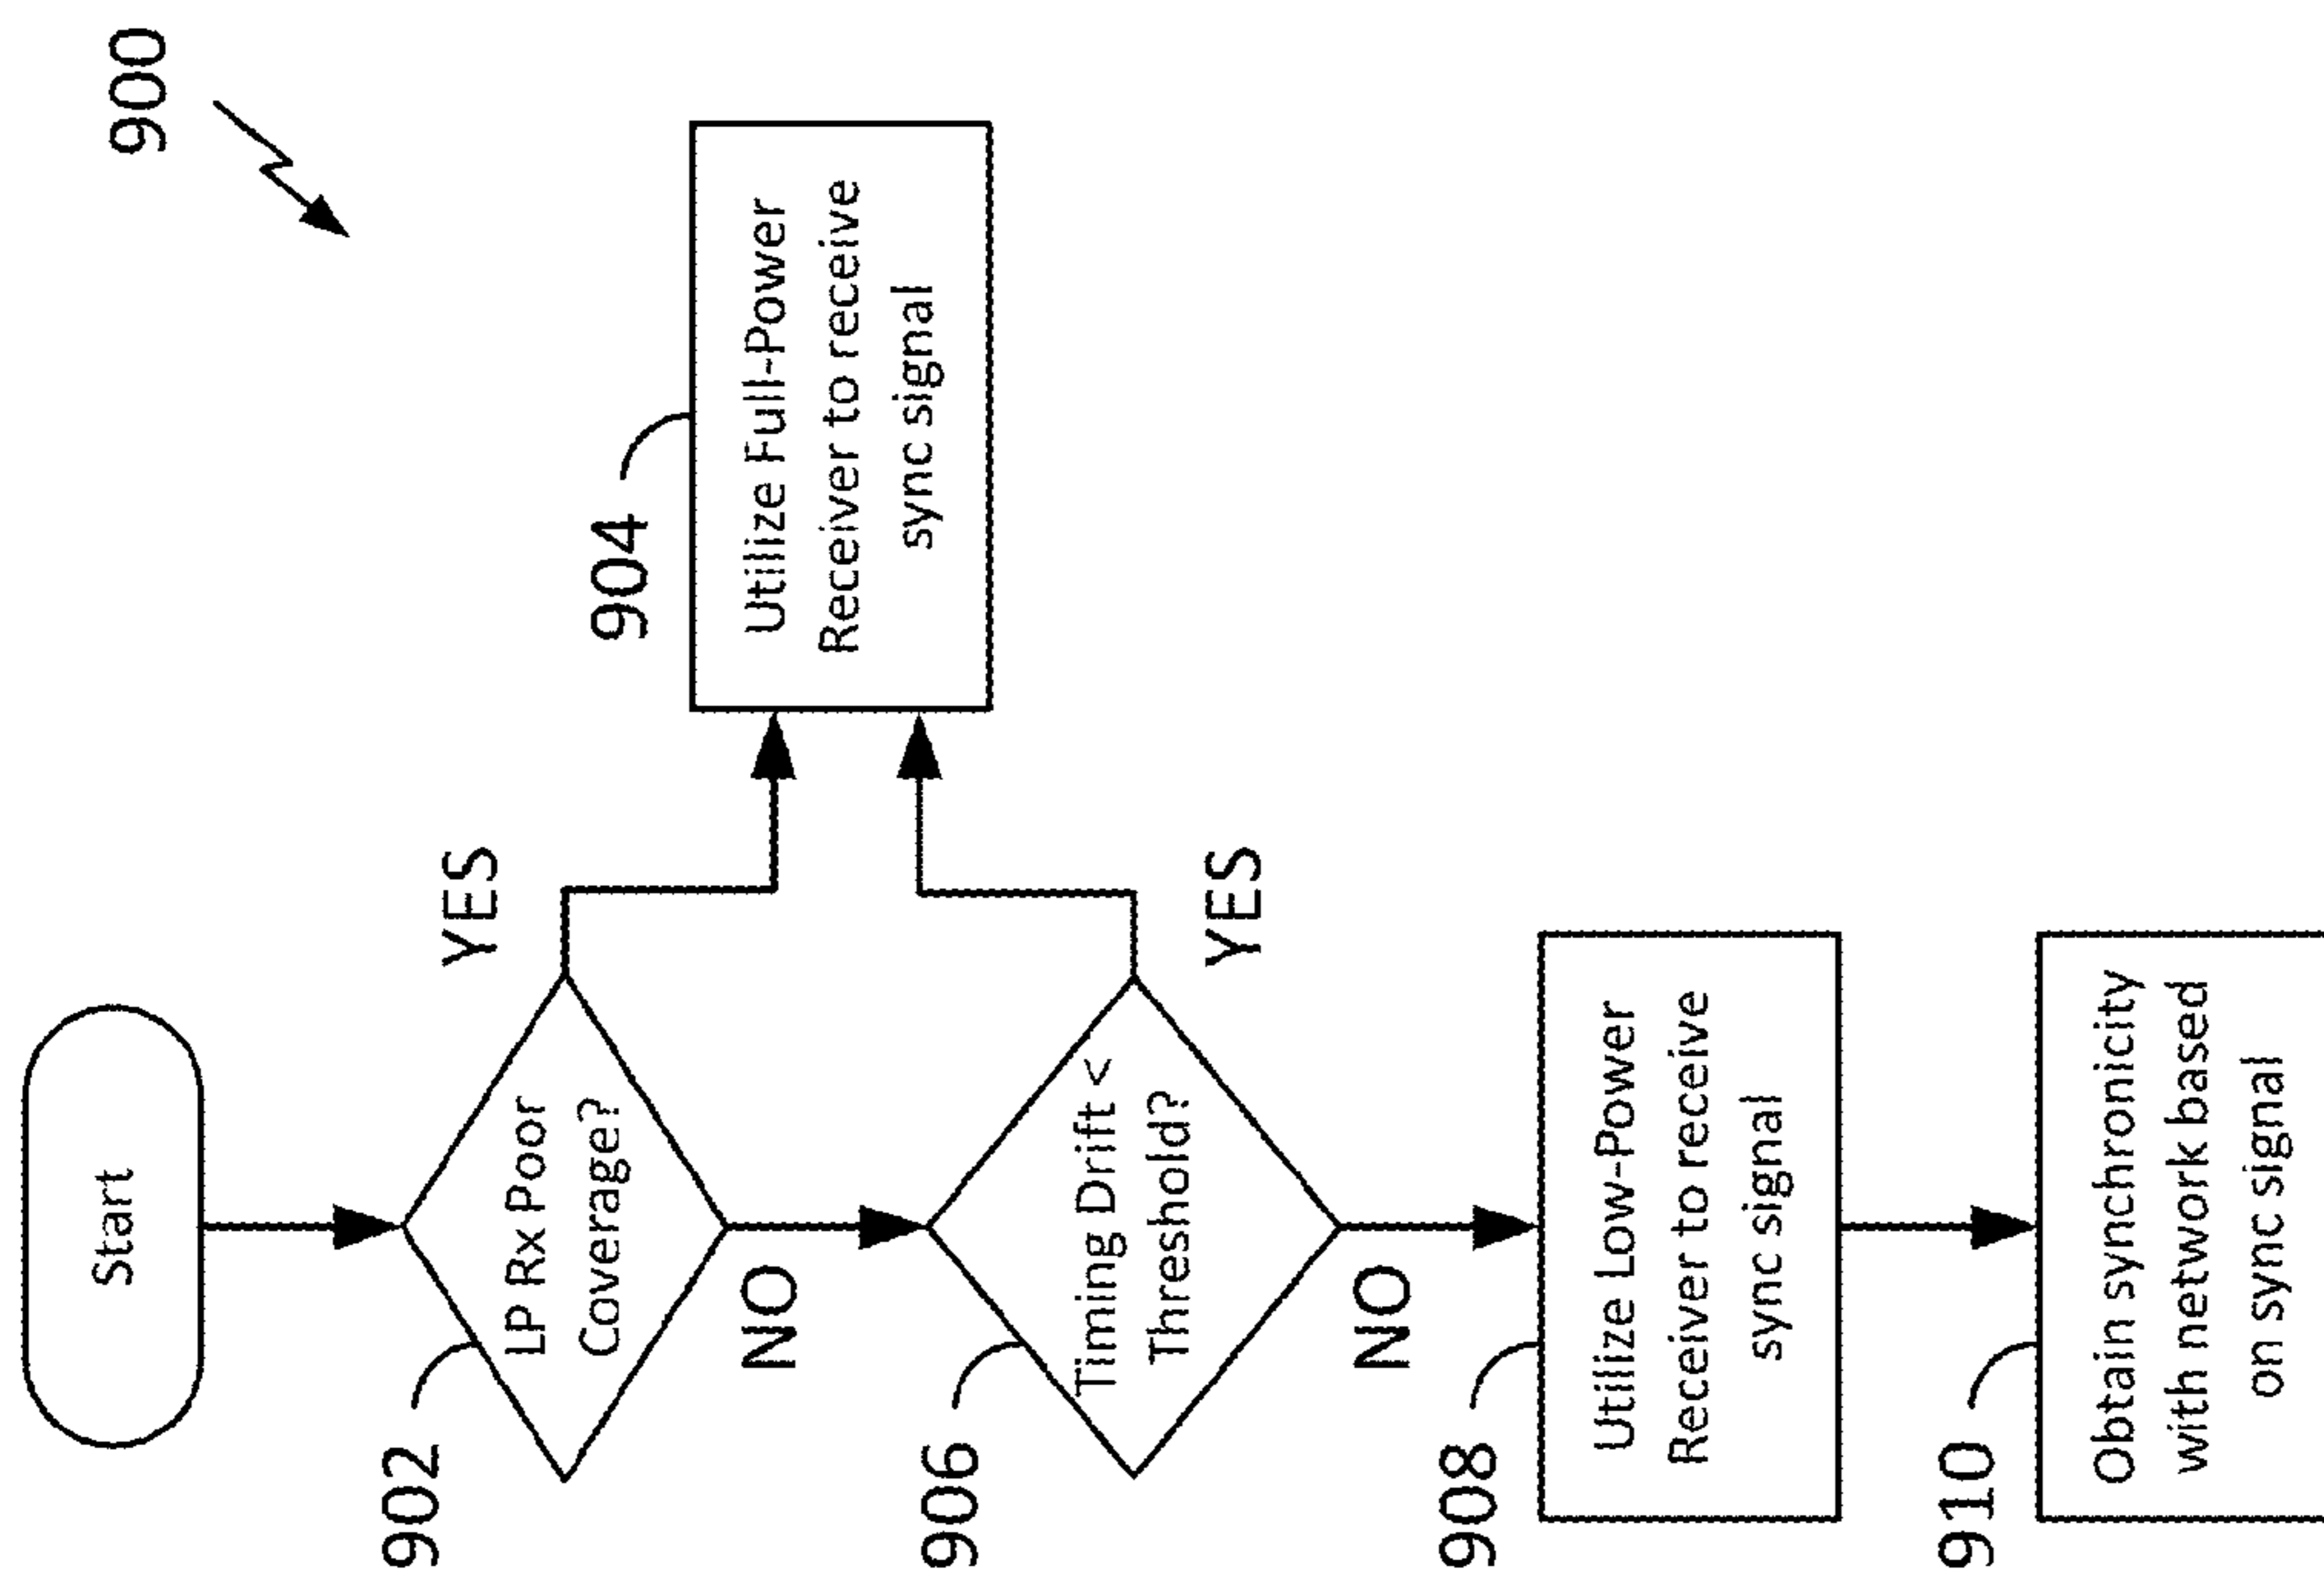 900
Start
902
LP Rx Poor
Coverage?
YES
NO
904
Utilize Full-Power
Receiver to receive
sync signal
906
Timing Drift <
Threshold?
YES
NO
908
Utilize Low-Power
Receiver to receive
sync signal
910
Obtain synchronicity
with network based
on sync signal